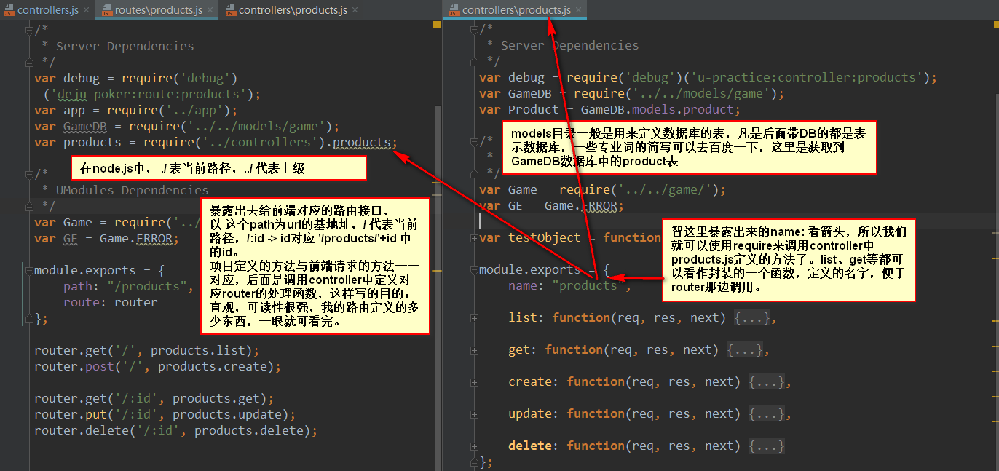 controllers.js
routes\products.js
controllers\products.js
/*
 * Server Dependencies
 */
var debug = require('debug')
 ('deju-poker:route:products');
var app = require('../app');
var GameDB = require('../../models/game');
var products = require('../controllers').products;
在node.js中， ./ 表当前路径，../ 代表上级
/*
 * UModules Dependencies
 */
var Game = require('../
var GE = Game.ERROR;
暴露出去给前端对应的路由接口，
以 这个path为url的基地址，/ 代表当前
路径，/:id -> id对应 '/products/'+id 中
的id。
项目定义的方法与前端请求的方法一一
对应，后面是调用controller中定义对
应router的处理函数，这样写的目的：
直观，可读性很强，我的路由定义的多
少东西，一眼就可看完。
module.exports = {
    path: "/products",
    route: router
};
router.get('/', products.list);
router.post('/', products.create);
router.get('/:id', products.get);
router.put('/:id', products.update);
router.delete('/:id', products.delete);
controllers\products.js
/*
 * Server Dependencies
 */
var debug = require('debug')('u-practice:controller:products');
var GameDB = require('../../models/game');
var Product = GameDB.models.product;
models目录一般是用来定义数据库的表，凡是后面带DB的都是表
示数据库，一些专业词的简写可以去百度一下，这里是获取到
GameDB数据库中的product表
/*
 *
 */
var Game = require('../../game/');
var GE = Game.ERROR;
var testObject = function
智这里暴露出来的name: 看箭头，所以我们
就可以使用require来调用controller中
products.js定义的方法了。list、get等都可
以看作封装的一个函数，定义的名字，便于
router那边调用。
module.exports = {
    name: "products",
    list: function(req, res, next) {...},
    get: function(req, res, next) {...},
    create: function(req, res, next) {...},
    update: function(req, res, next) {...},
    delete: function(req, res, next) {...}
};